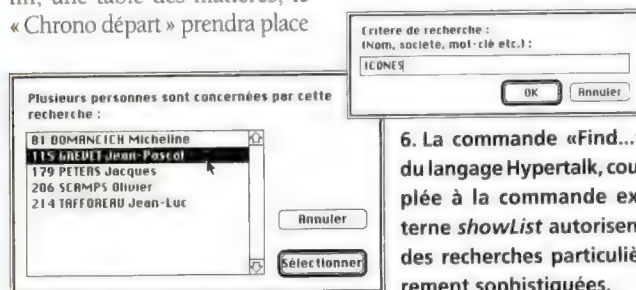 « Chrono départ » prendra place
Critere de recherche :
(Nom, societe, mot-clè etc.) :
ICONES
OK
Annuler
Plusieurs personnes sont concernées par cette
recherche :
81 DOMANCICH Micheline
115 GREVET Jean-Pascal
179 PETERS Jacques
206 SCAMPS Olivier
214 TAFFOREAU Jean-Luc
Annuler
Sélectionner
6. La commande «Find...
du langage Hypertalk, cou
plée à la commande ex
terne showList autorisen
des recherches particuliè
rement sophistiquées.